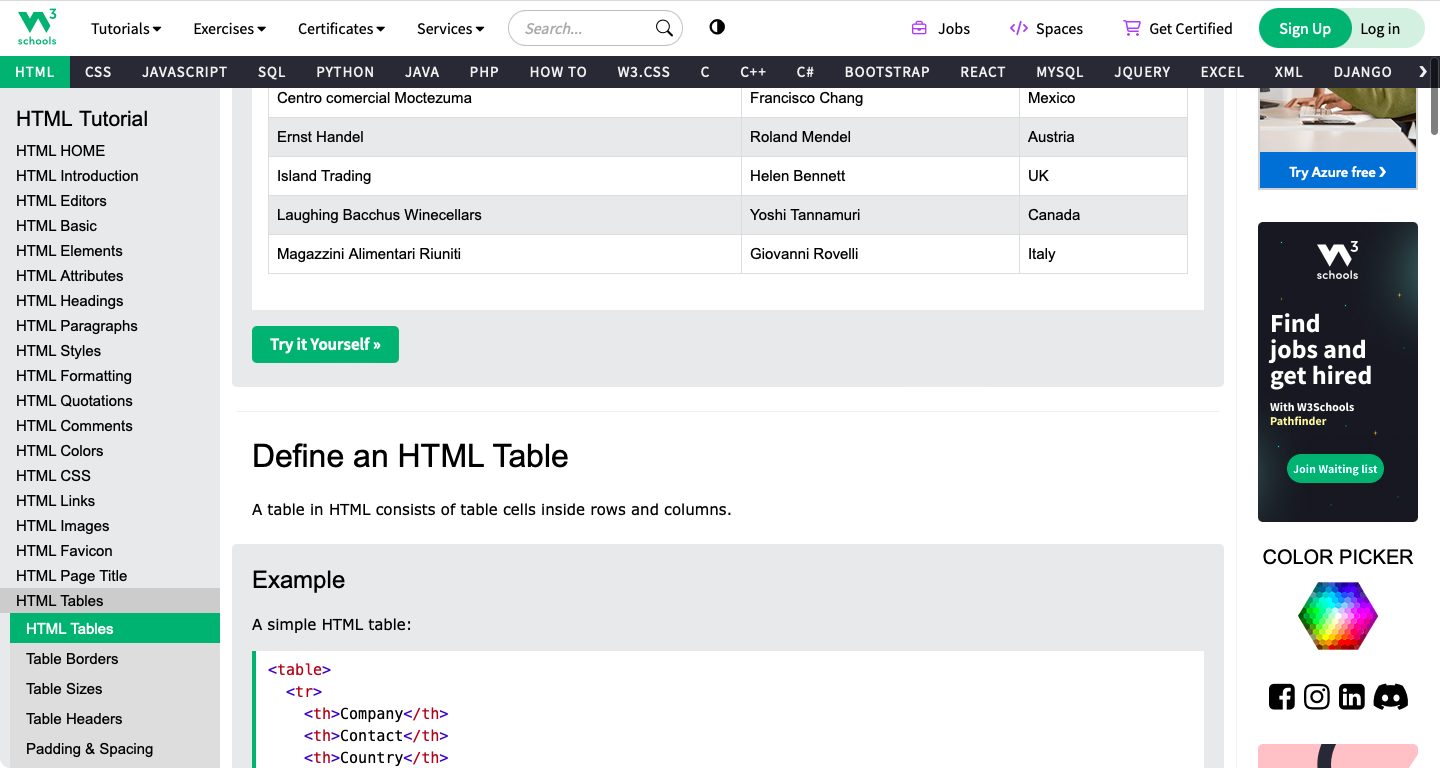 W3
schools
Tutorials
Exercises
Certificates
Services
Search...
Jobs
Spaces
Get Certified
Sign Up
Log in
HTML
CSS
JAVASCRIPT
SQL
PYTHON
JAVA
PHP
HOW TO
W3.CSS
C
C++
C#
BOOTSTRAP
REACT
MYSQL
JQUERY
EXCEL
XML
DJANGO
HTML Tutorial
HTML HOME
HTML Introduction
HTML Editors
HTML Basic
HTML Elements
HTML Attributes
HTML Headings
HTML Paragraphs
HTML Styles
HTML Formatting
HTML Quotations
HTML Comments
HTML Colors
HTML CSS
HTML Links
HTML Images
HTML Favicon
HTML Page Title
HTML Tables
HTML Tables
Table Borders
Table Sizes
Table Headers
Padding & Spacing
Centro comercial Moctezuma Francisco Chang Mexico
Ernst Handel Roland Mendel Austria
Island Trading Helen Bennett UK
Laughing Bacchus Winecellars Yoshi Tannamuri Canada
Magazzini Alimentari Riuniti Giovanni Rovelli Italy
Try it Yourself »
Define an HTML Table
A table in HTML consists of table cells inside rows and columns.
Example
A simple HTML table:
<table>
<tr>
<th>Company</th>
<th>Contact</th>
<th>Country</th>
Try Azure free ❯
W3
schools
Find
jobs and
get hired
With W3Schools
Pathfinder
Join Waiting list
COLOR PICKER